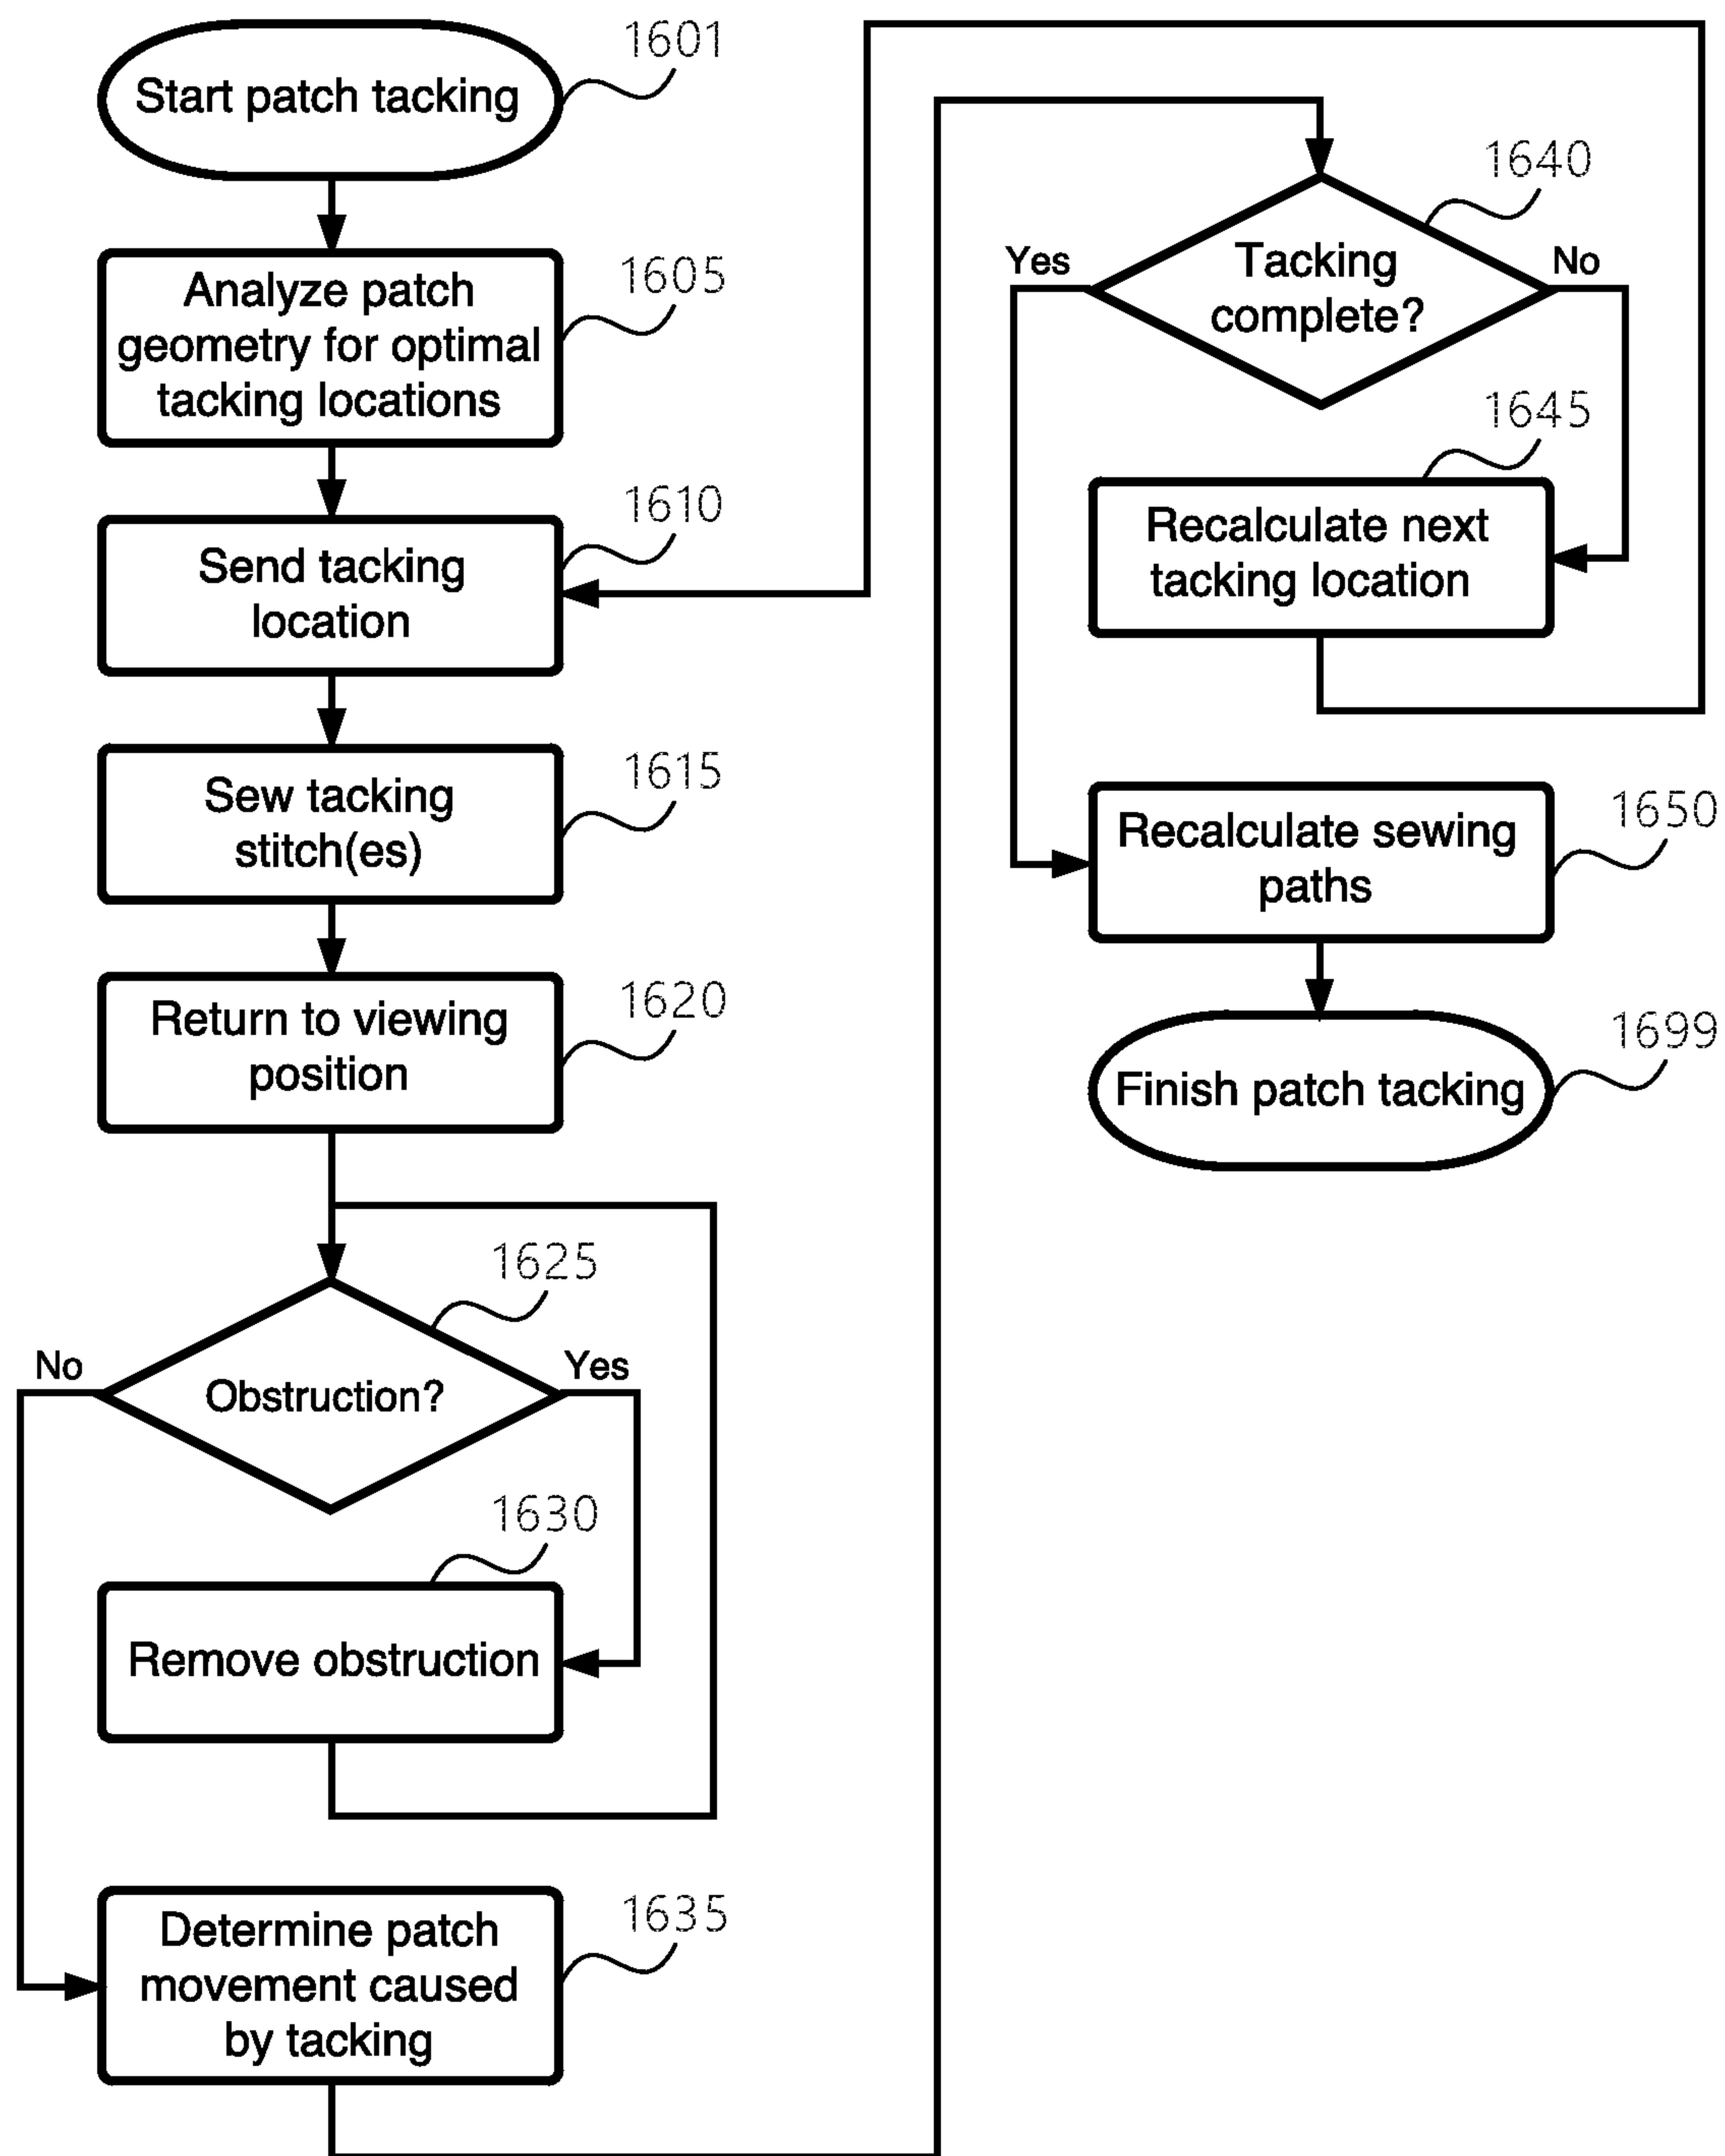 Start patch tacking
1601
Analyze patch
geometry for optimal
tacking locations
1605
Send tacking
location
1610
Sew tacking
stitch(es)
1615
Return to viewing
position
1620
Obstruction?
1625
No
Yes
Remove obstruction
1630
Determine patch
movement caused
by tacking
1635
Tacking
complete?
1640
Yes
No
Recalculate next
tacking location
1645
Recalculate sewing
paths
1650
Finish patch tacking
1699